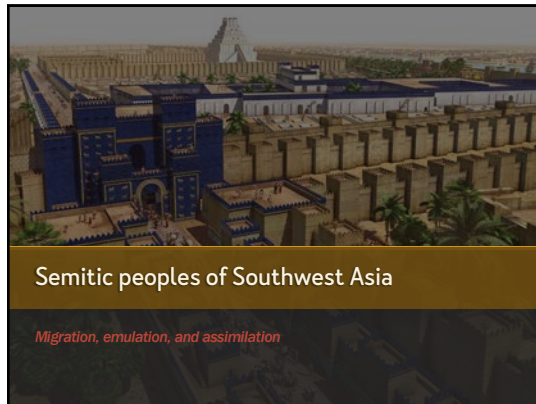 Semitic peoples of Southwest Asia
Migration, emulation, and assimilation